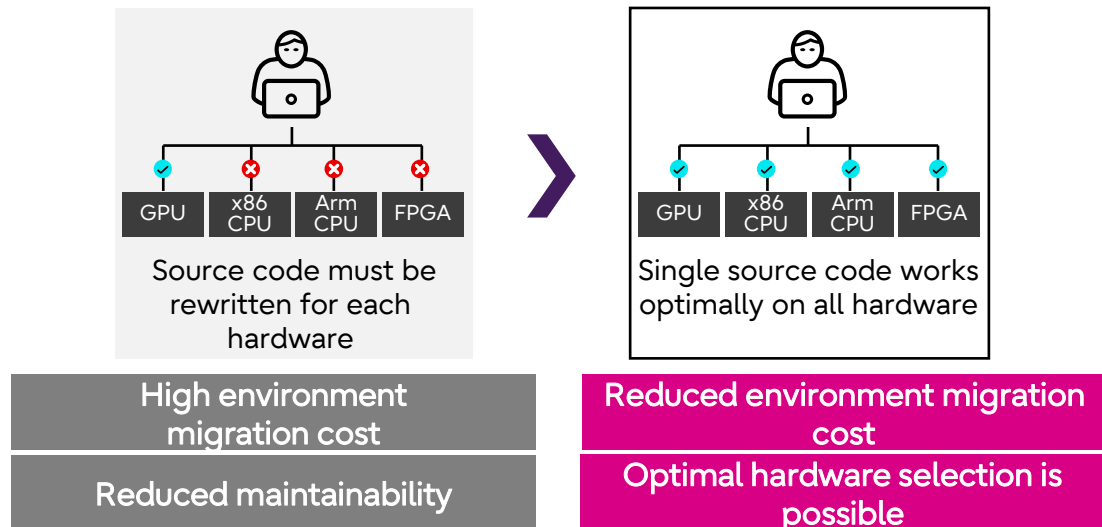 GPU
x86
CPU
Arm
CPU
FPGA
Source code must be
rewritten for each
hardware
High environment
migration cost
Reduced maintainability
GPU
x86
CPU
Arm
CPU
FPGA
Single source code works
optimally on all hardware
Reduced environment migration
cost
Optimal hardware selection is
possible